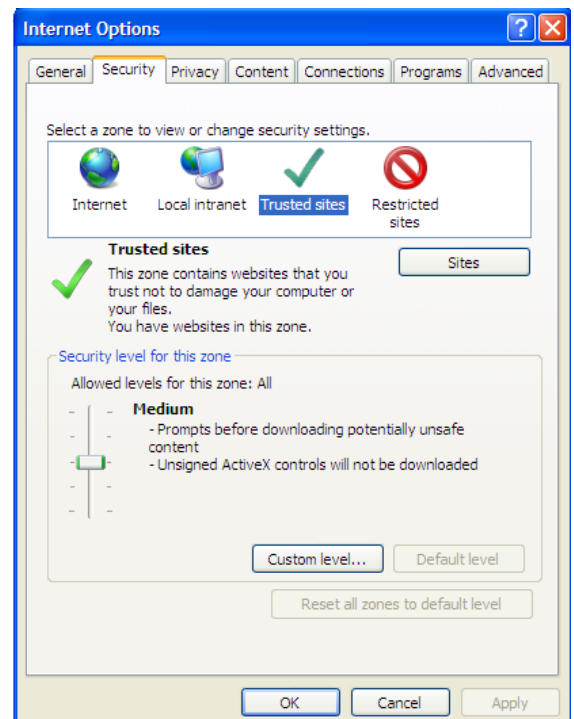 Internet Options
General Security Privacy Content Connections Programs Advanced
Select a zone to view or change security settings.
Internet Local intranet Trusted sites Restricted
sites
Trusted sites
Sites
This zone contains websites that you
trust not to damage your computer or
your files.
You have websites in this zone.
Security level for this zone
Allowed levels for this zone: All
Medium
- Prompts before downloading potentially unsafe
content
- Unsigned ActiveX controls will not be downloaded
Custom level... Default level
Reset all zones to default level
OK Cancel Apply